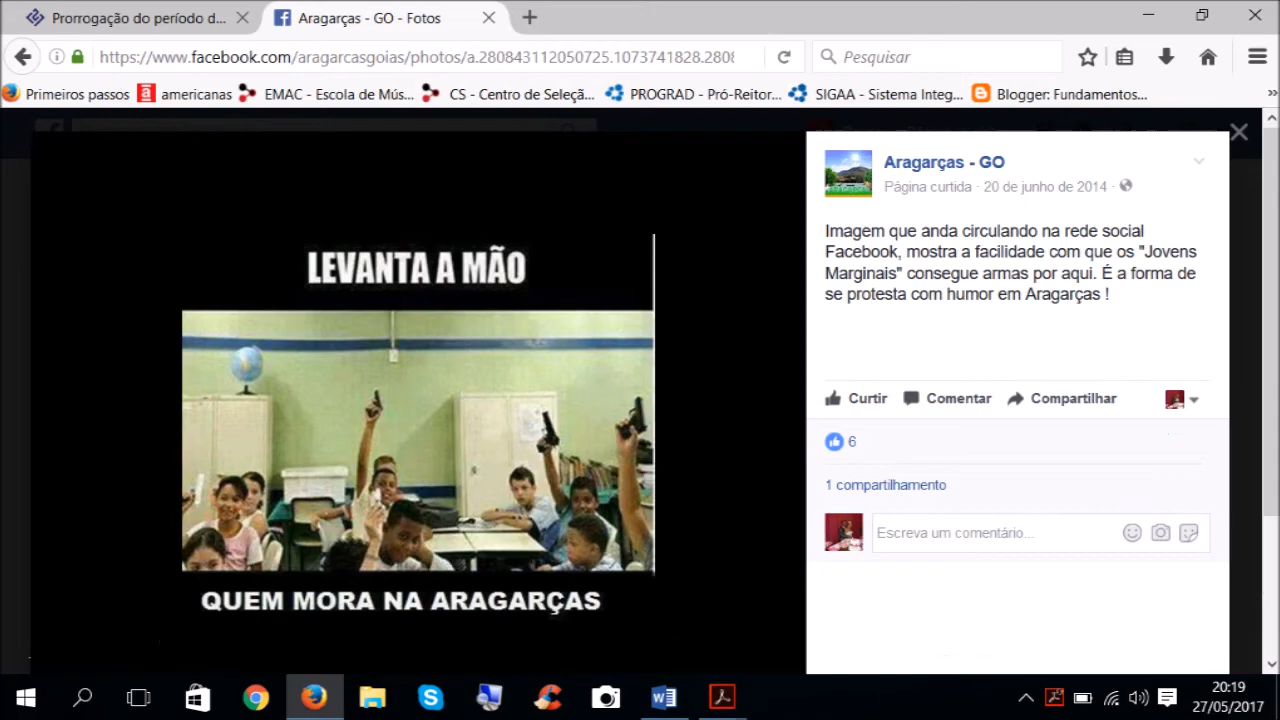 Prorrogação do período d...
Aragarças - GO - Fotos
https://www.facebook.com/aragarcasgoias/photos/a.280843112050725.1073741828.2808
Pesquisar
Primeiros passos
americanas
EMAC - Escola de Mús...
CS - Centro de Seleçã...
PROGRAD - Pró-Reitor...
SIGAA - Sistema Integ...
Blogger: Fundamentos...
LEVANTA A MÃO
QUEM MORA NA ARAGARÇAS
Aragarças - GO
Página curtida · 20 de junho de 2014 ·
Imagem que anda circulando na rede social
Facebook, mostra a facilidade com que os "Jovens
Marginais" consegue armas por aqui. É a forma de
se protesta com humor em Aragarças !
Curtir Comentar Compartilhar
6
1 compartilhamento
Escreva um comentário...
20:19
27/05/2017